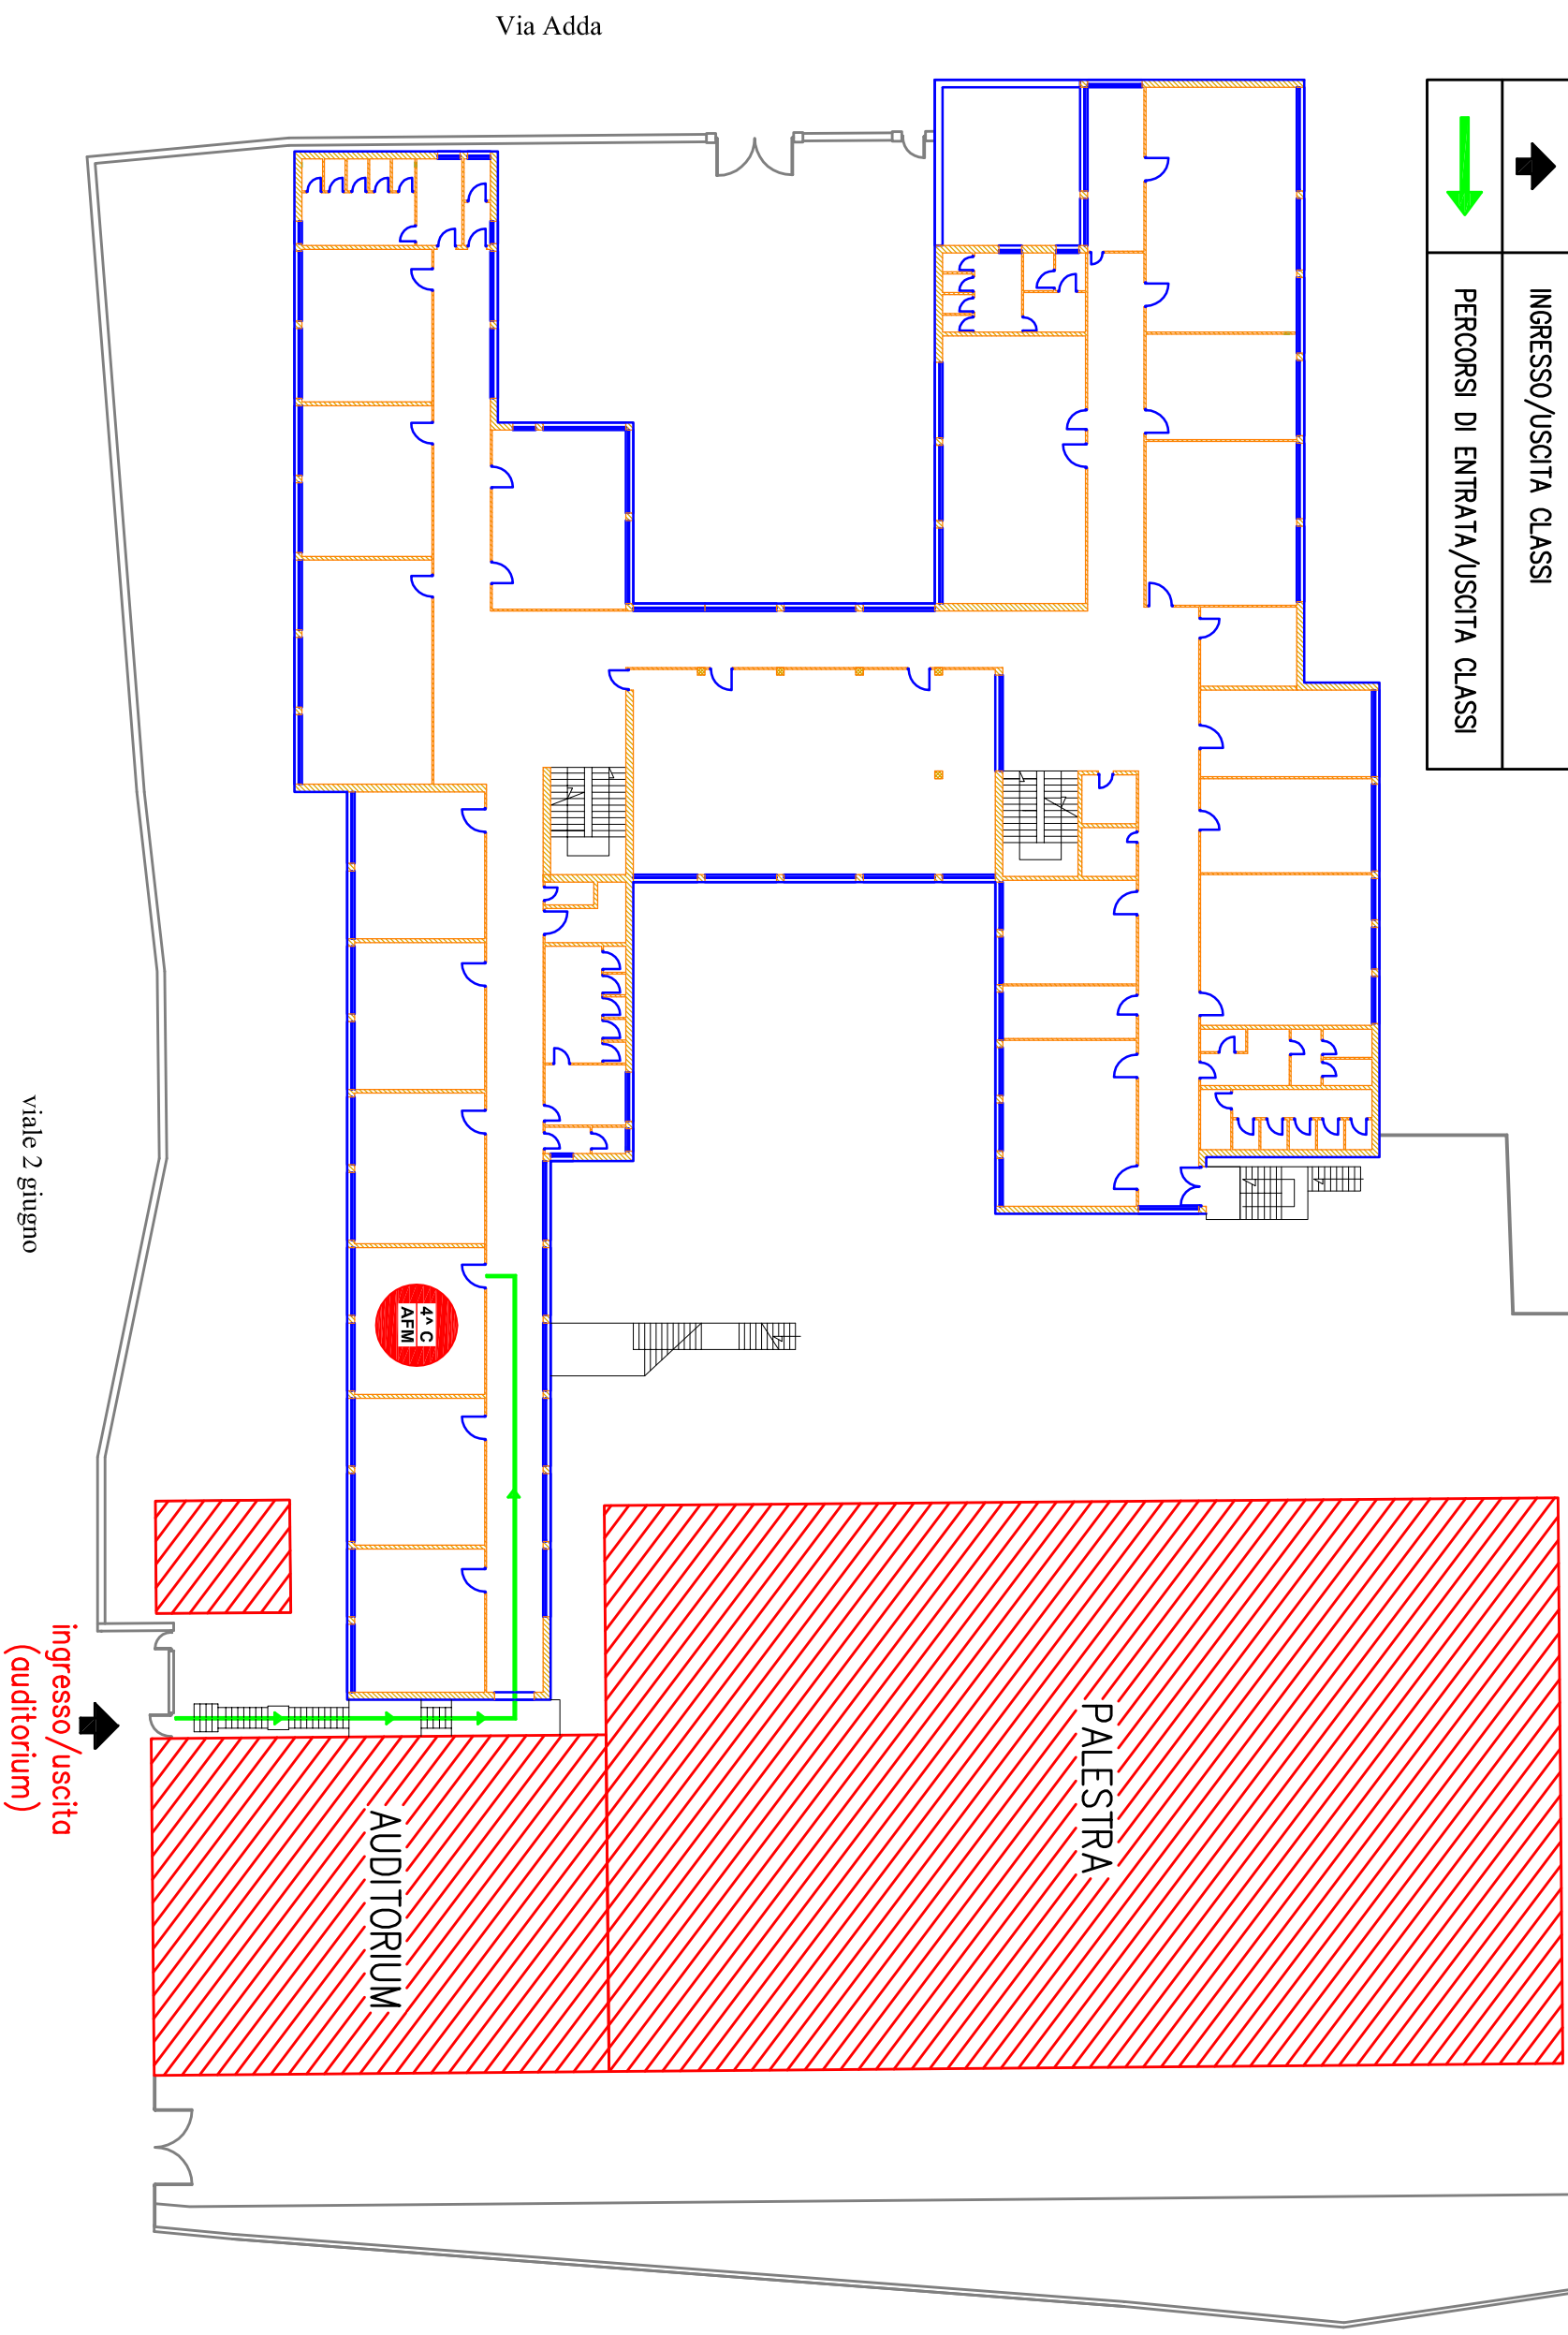 Via Adda
INGRESSO/USCITA CLASSI
PERCORSI DI ENTRATA/USCITA CLASSI
viale 2 giugno
4^ C
AFM
PALESTRA
AUDITORIUM
ingresso/uscita
(auditorium)